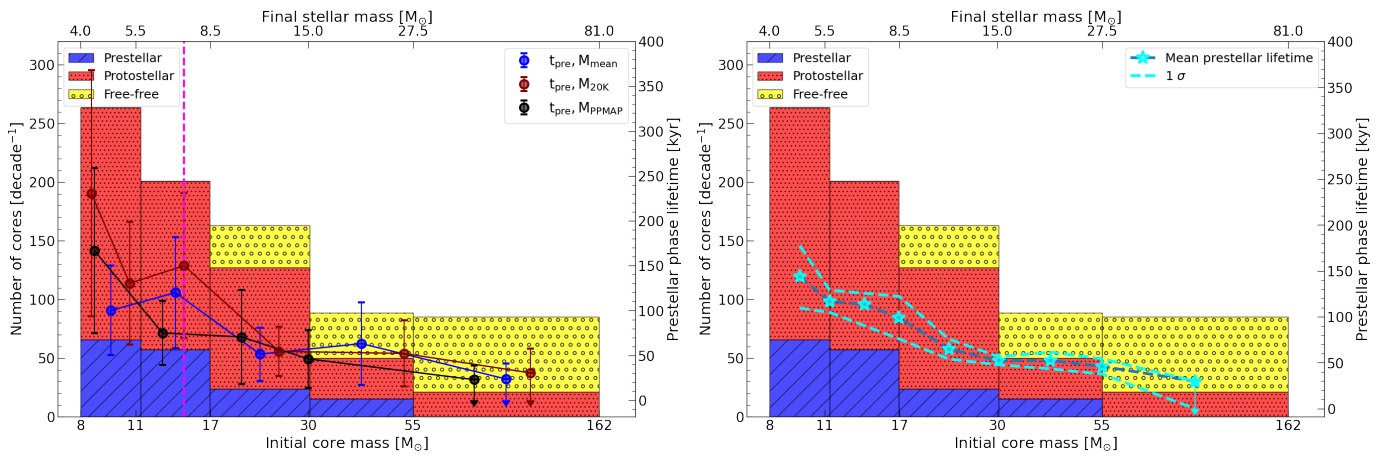 Final stellar mass [M⊙]
4.0 5.5 8.5 15.0 27.5 81.0
Prestellar
Protostellar
Free-free
t_pre, M_mean
t_pre, M_20K
t_pre, M_PPMAP
Number of cores [decade⁻¹]
300
250
200
150
100
50
0
Prestellar phase lifetime [kyr]
400
350
300
250
200
150
100
50
0
8 11 17 30 55 162
Initial core mass [M⊙]
Final stellar mass [M⊙]
4.0 5.5 8.5 15.0 27.5 81.0
Prestellar
Protostellar
Free-free
Mean prestellar lifetime
1 σ
Number of cores [decade⁻¹]
300
250
200
150
100
50
0
Prestellar phase lifetime [kyr]
400
350
300
250
200
150
100
50
0
8 11 17 30 55 162
Initial core mass [M⊙]